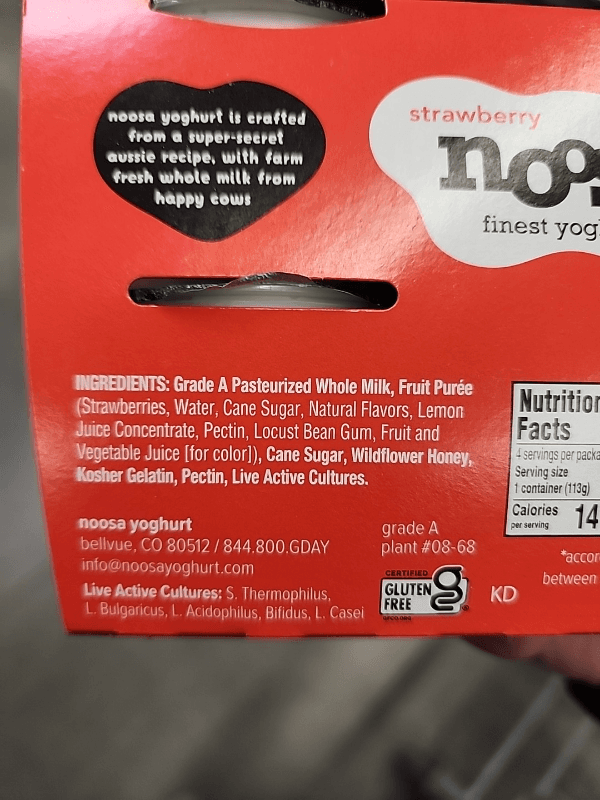 noosa yoghurt is crafted
from a super-secret
aussie recipe, with farm
fresh whole milk from
happy cows
strawberry
noos
finest yog
INGREDIENTS: Grade A Pasteurized Whole Milk, Fruit Purée
(Strawberries, Water, Cane Sugar, Natural Flavors, Lemon
Juice Concentrate, Pectin, Locust Bean Gum, Fruit and
Vegetable Juice [for color]), Cane Sugar, Wildflower Honey,
Kosher Gelatin, Pectin, Live Active Cultures.
noosa yoghurt
bellvue, CO 80512 / 844.800.GDAY
info@noosayoghurt.com
Live Active Cultures: S. Thermophilus,
L. Bulgaricus, L. Acidophilus, Bifidus, L. Casei
grade A
plant #08-68
CERTIFIED
GLUTEN
FREE
GFCO.ORG
KD
Nutrition
Facts
4 servings per packa
Serving size
1 container (113g)
Calories 14
per serving
*accor
between